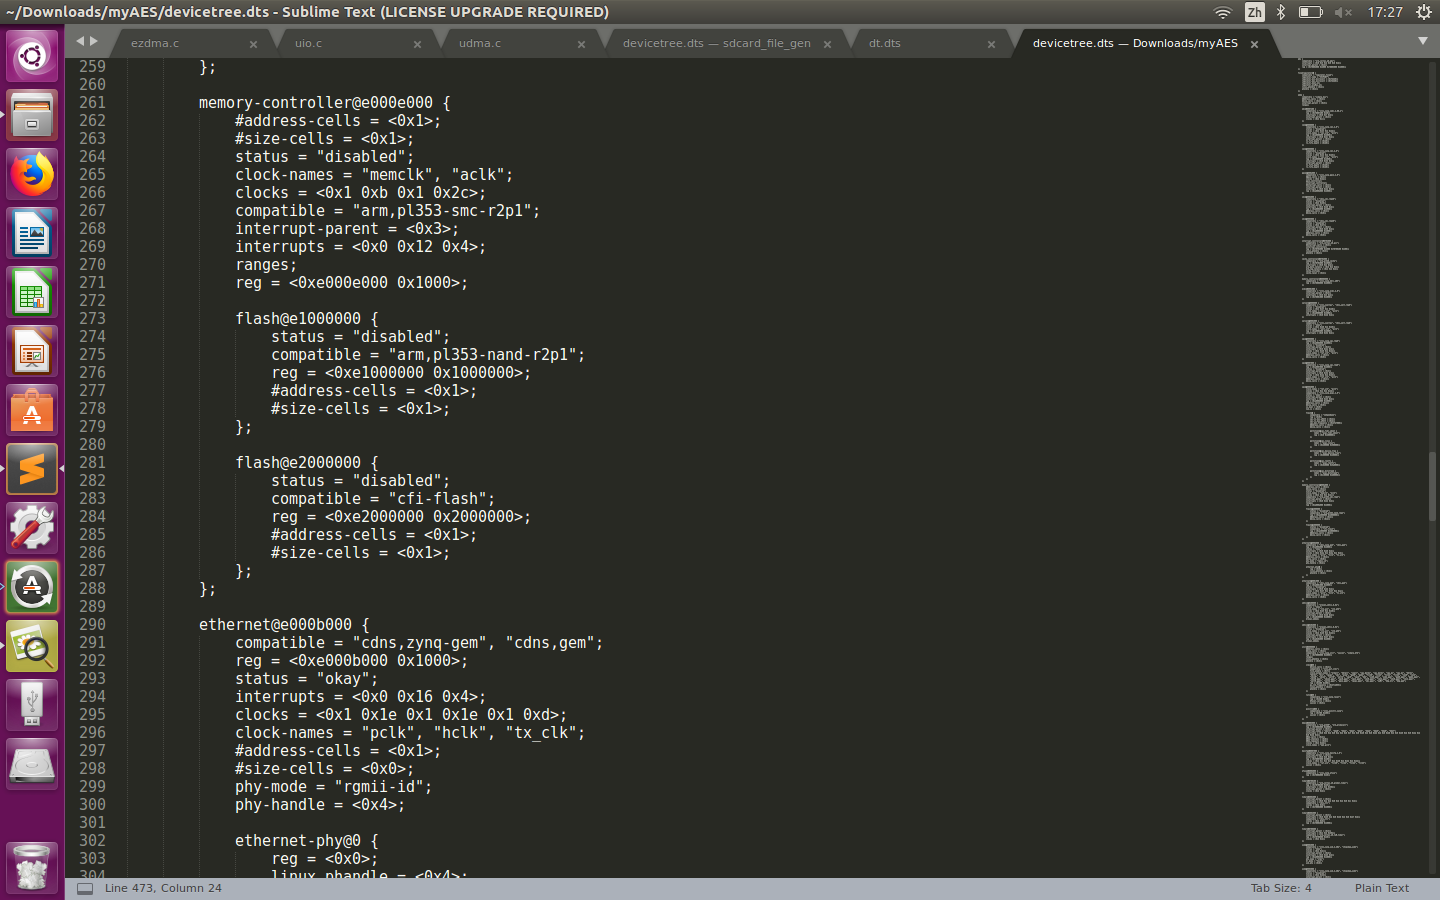 ~/Downloads/myAES/devicetree.dts - Sublime Text (LICENSE UPGRADE REQUIRED)
Zh
17:27
ezdma.c
uio.c
udma.c
devicetree.dts — sdcard_file_gen
dt.dts
devicetree.dts — Downloads/myAES
259 };
260
261 memory-controller@e000e000 {
262 #address-cells = <0x1>;
263 #size-cells = <0x1>;
264 status = "disabled";
265 clock-names = "memclk", "aclk";
266 clocks = <0x1 0xb 0x1 0x2c>;
267 compatible = "arm,pl353-smc-r2p1";
268 interrupt-parent = <0x3>;
269 interrupts = <0x0 0x12 0x4>;
270 ranges;
271 reg = <0xe000e000 0x1000>;
272
273 flash@e1000000 {
274 status = "disabled";
275 compatible = "arm,pl353-nand-r2p1";
276 reg = <0xe1000000 0x1000000>;
277 #address-cells = <0x1>;
278 #size-cells = <0x1>;
279 };
280
281 flash@e2000000 {
282 status = "disabled";
283 compatible = "cfi-flash";
284 reg = <0xe2000000 0x2000000>;
285 #address-cells = <0x1>;
286 #size-cells = <0x1>;
287 };
288 };
289
290 ethernet@e000b000 {
291 compatible = "cdns,zynq-gem", "cdns,gem";
292 reg = <0xe000b000 0x1000>;
293 status = "okay";
294 interrupts = <0x0 0x16 0x4>;
295 clocks = <0x1 0x1e 0x1 0x1e 0x1 0xd>;
296 clock-names = "pclk", "hclk", "tx_clk";
297 #address-cells = <0x1>;
298 #size-cells = <0x0>;
299 phy-mode = "rgmii-id";
300 phy-handle = <0x4>;
301
302 ethernet-phy@0 {
303 reg = <0x0>;
304 linux,phandle = <0x4>;
Line 473, Column 24
Tab Size: 4
Plain Text